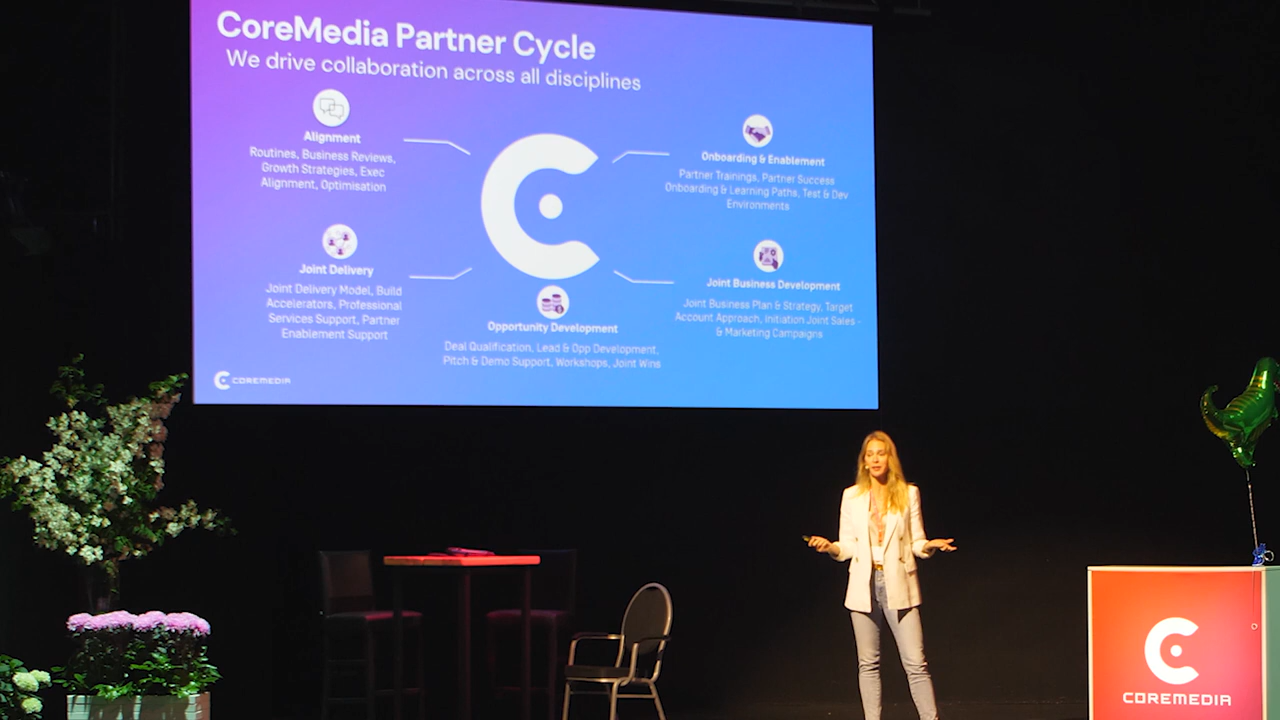 CoreMedia Partner Cycle
We drive collaboration across all disciplines
Alignment
Routines, Business Reviews,
Growth Strategies, Exec
Alignment, Optimisation
Onboarding & Enablement
Partner Trainings, Partner Success
Onboarding & Learning Paths, Test & Dev
Environments
Joint Delivery
Joint Delivery Model, Build
Accelerators, Professional
Services Support, Partner
Enablement Support
Joint Business Development
Joint Business Plan & Strategy, Target
Account Approach, Initiation Joint Sales -
& Marketing Campaigns
Opportunity Development
Deal Qualification, Lead & Opp Development,
Pitch & Demo Support, Workshops, Joint Wins
COREMEDIA
COREMEDIA